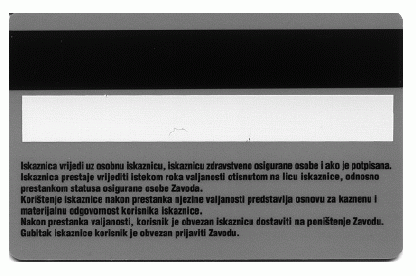 Iskaznica vrijedi uz osobnu iskaznicu, iskaznicu zdravstveno osigurane osobe i ako je potpisana.
Iskaznica prestaje vrijediti istekom roka valjanosti otisnutom na licu iskaznice, odnosno
prestankom statusa osigurane osobe Zavoda.
Korištenje iskaznice nakon prestanka njezine valjanosti predstavlja osnovu za kaznenu i
materijalnu odgovornost korisnika iskaznice.
Nakon prestanka valjanosti, korisnik je obvezan iskaznicu dostaviti na poništenje Zavodu.
Gubitak iskaznice korisnik je obvezan prijaviti Zavodu.